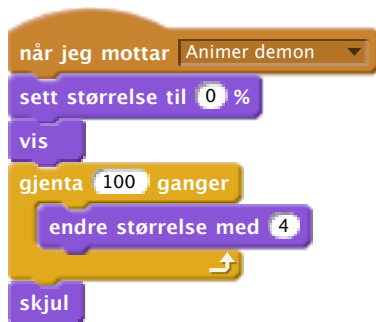 når jeg mottar Animer demon
sett størrelse til 0 %
vis
gjenta 100 ganger
endre størrelse med 4
skjul